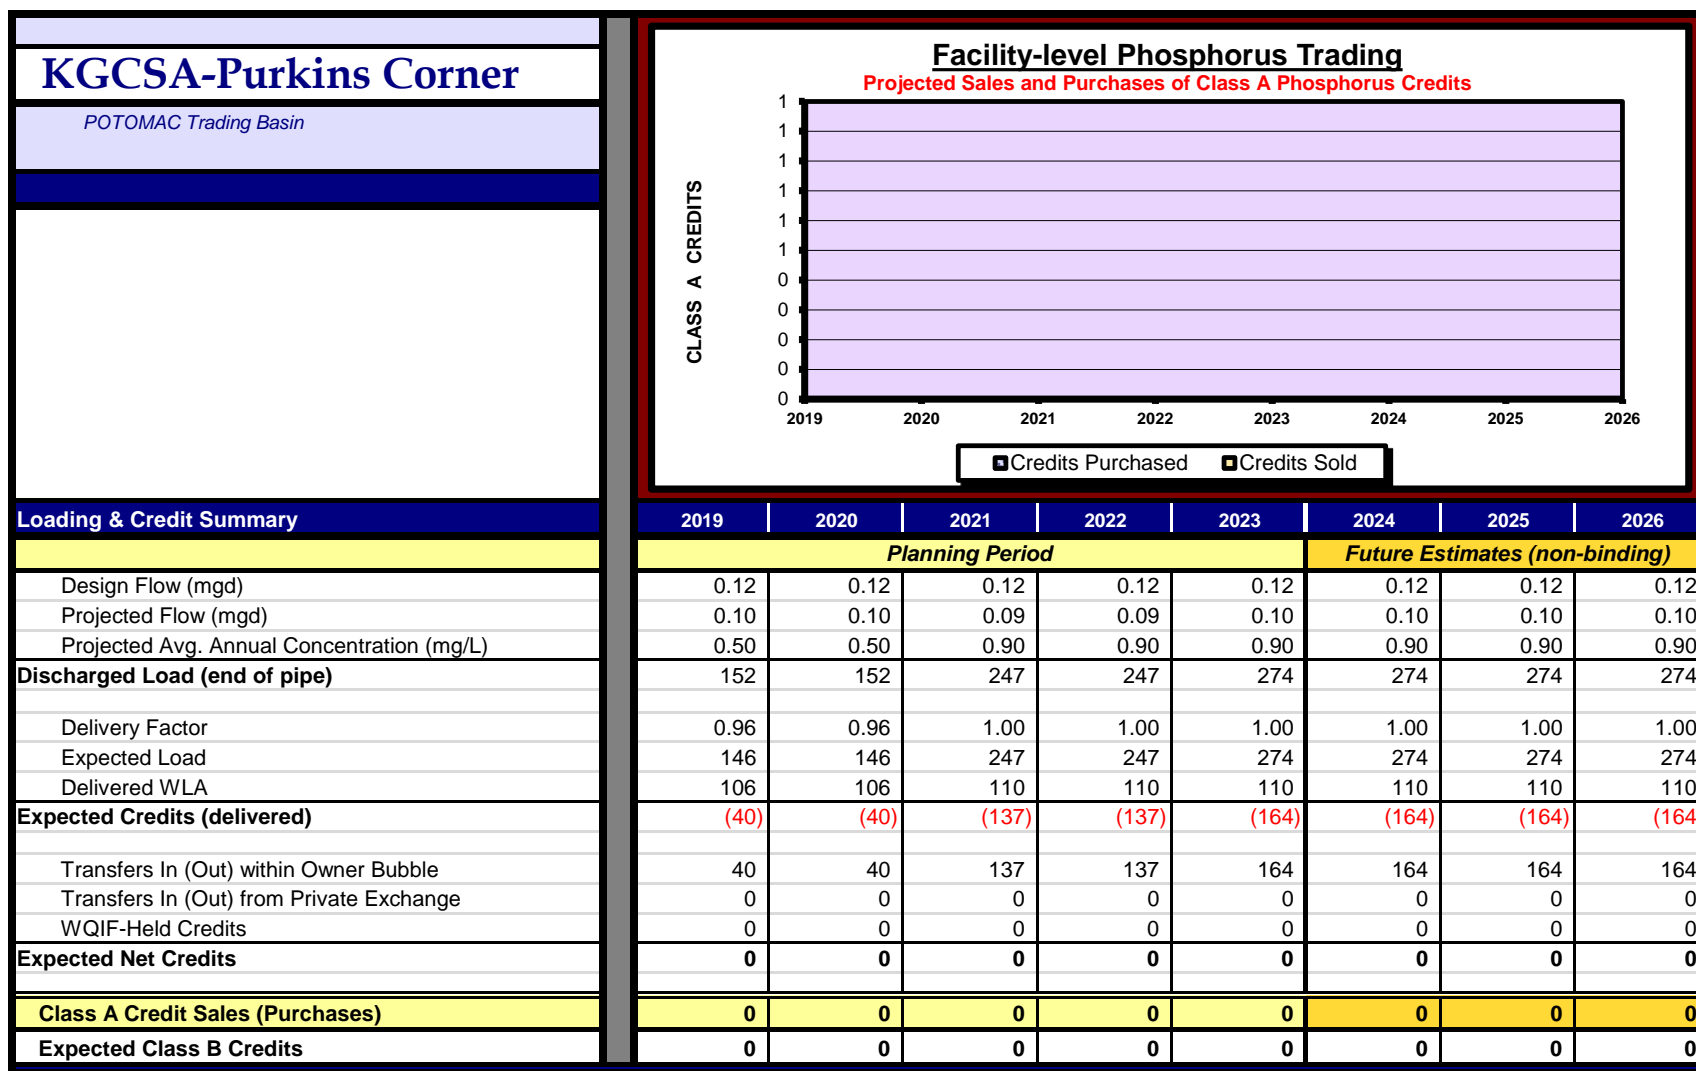 KGCSA-Purkins Corner
POTOMAC Trading Basin
Facility-level Phosphorus Trading
Projected Sales and Purchases of Class A Phosphorus Credits
CLASS A CREDITS
1
1
1
1
1
1
0
0
0
0
0
2019 2020 2021 2022 2023 2024 2025 2026
Credits Purchased Credits Sold
Loading & Credit Summary 2019 2020 2021 2022 2023 2024 2025 2026
Planning Period Future Estimates (non-binding)
Design Flow (mgd) 0.12 0.12 0.12 0.12 0.12 0.12 0.12 0.12
Projected Flow (mgd) 0.10 0.10 0.09 0.09 0.10 0.10 0.10 0.10
Projected Avg. Annual Concentration (mg/L) 0.50 0.50 0.90 0.90 0.90 0.90 0.90 0.90
Discharged Load (end of pipe) 152 152 247 247 274 274 274 274
Delivery Factor 0.96 0.96 1.00 1.00 1.00 1.00 1.00 1.00
Expected Load 146 146 247 247 274 274 274 274
Delivered WLA 106 106 110 110 110 110 110 110
Expected Credits (delivered) (40) (40) (137) (137) (164) (164) (164) (164
Transfers In (Out) within Owner Bubble 40 40 137 137 164 164 164 164
Transfers In (Out) from Private Exchange 0 0 0 0 0 0 0 0
WQIF-Held Credits 0 0 0 0 0 0 0 0
Expected Net Credits 0 0 0 0 0 0 0 0
Class A Credit Sales (Purchases) 0 0 0 0 0 0 0 0
Expected Class B Credits 0 0 0 0 0 0 0 0